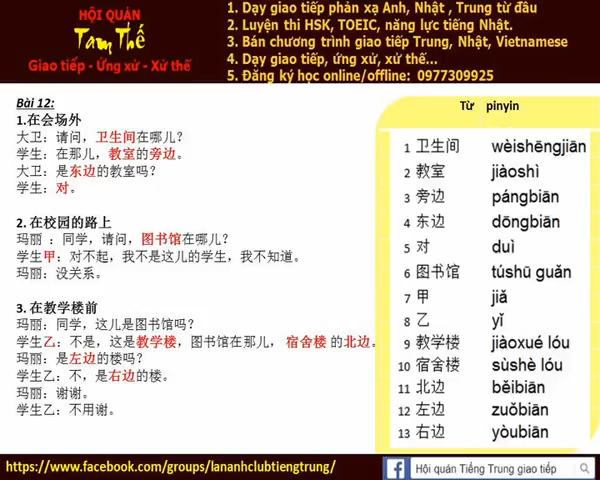 HỘI QUÁN
Tam Thế
Giao tiếp - Ứng xử - Xử thế
1. Dạy giao tiếp phản xạ Anh, Nhật , Trung từ đầu
2. Luyện thi HSK, TOEIC, năng lực tiếng Nhật.
3. Bán chương trình giao tiếp Trung, Nhật, Vietnamese
4. Dạy giao tiếp, ứng xử, xử thế...
5. Đăng ký học online/offline: 0977309925
Bài 12:
1.在会场外
大卫：请问，卫生间在哪儿？
学生：在那儿，教室的旁边。
大卫：是东边的教室吗？
学生：对。
2. 在校园的路上
玛丽 ：同学，请问，图书馆在哪儿？
学生甲：对不起，我不是这儿的学生，我不知道。
玛丽：没关系。
3. 在教学楼前
玛丽：同学，这儿是图书馆吗？
学生乙：不是，这是教学楼，图书馆在那儿， 宿舍楼 的北边。
玛丽：是左边的楼吗？
学生乙：不，是右边的楼。
玛丽：谢谢。
学生乙：不用谢。
Từ pinyin
1 卫生间 wèishēngjiān
2 教室 jiàoshì
3 旁边 pángbiān
4 东边 dōngbiān
5 对 duì
6 图书馆 túshū guǎn
7 甲 jiǎ
8 乙 yǐ
9 教学楼 jiàoxué lóu
10 宿舍楼 sùshè lóu
11 北边 běibiān
12 左边 zuǒbiān
13 右边 yòubiān
https://www.facebook.com/groups/lananhclubtiengtrung/
f Hội quán Tiếng Trung giao tiếp